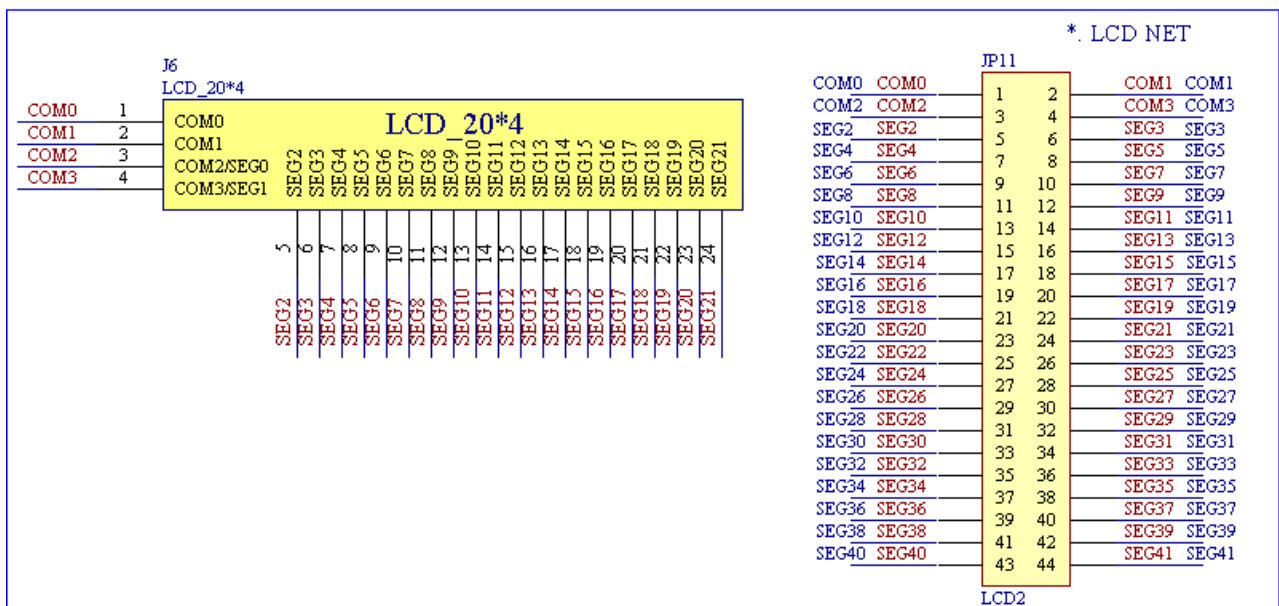 *. LCD NET
J6
LCD_20*4
COM0 1 COM0
COM1 2 COM1
COM2 3 COM2/SEG0
COM3 4 COM3/SEG1
LCD_20*4
SEG2 SEG3 SEG4 SEG5 SEG6 SEG7 SEG8 SEG9 SEG10 SEG11 SEG12 SEG13 SEG14 SEG15 SEG16 SEG17 SEG18 SEG19 SEG20 SEG21
5 6 7 8 9 10 11 12 13 14 15 16 17 18 19 20 21 22 23 24
SEG2 SEG3 SEG4 SEG5 SEG6 SEG7 SEG8 SEG9 SEG10 SEG11 SEG12 SEG13 SEG14 SEG15 SEG16 SEG17 SEG18 SEG19 SEG20 SEG21
JP11
COM0 COM0 1 2 COM1 COM1
COM2 COM2 3 4 COM3 COM3
SEG2 SEG2 5 6 SEG3 SEG3
SEG4 SEG4 7 8 SEG5 SEG5
SEG6 SEG6 9 10 SEG7 SEG7
SEG8 SEG8 11 12 SEG9 SEG9
SEG10 SEG10 13 14 SEG11 SEG11
SEG12 SEG12 15 16 SEG13 SEG13
SEG14 SEG14 17 18 SEG15 SEG15
SEG16 SEG16 19 20 SEG17 SEG17
SEG18 SEG18 21 22 SEG19 SEG19
SEG20 SEG20 23 24 SEG21 SEG21
SEG22 SEG22 25 26 SEG23 SEG23
SEG24 SEG24 27 28 SEG25 SEG25
SEG26 SEG26 29 30 SEG27 SEG27
SEG28 SEG28 31 32 SEG29 SEG29
SEG30 SEG30 33 34 SEG31 SEG31
SEG32 SEG32 35 36 SEG33 SEG33
SEG34 SEG34 37 38 SEG35 SEG35
SEG36 SEG36 39 40 SEG37 SEG37
SEG38 SEG38 41 42 SEG39 SEG39
SEG40 SEG40 43 44 SEG41 SEG41
LCD2